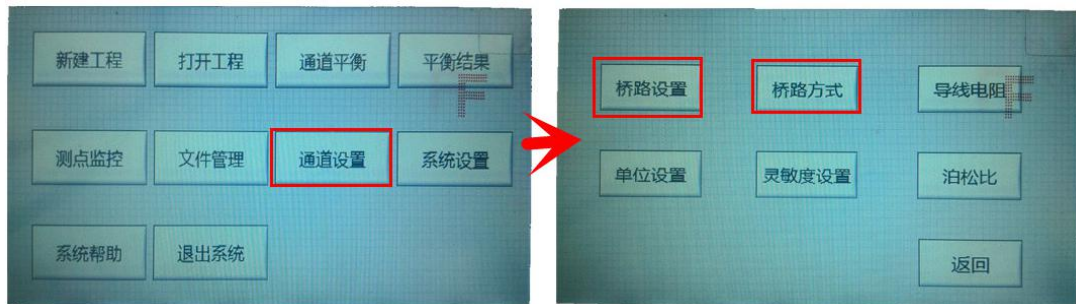 新建工程 打开工程 通道平衡 平衡结果
测点监控 文件管理 通道设置 系统设置
系统帮助 退出系统
桥路设置 桥路方式 导线电阻
单位设置 灵敏度设置 泊松比
返回
F
F